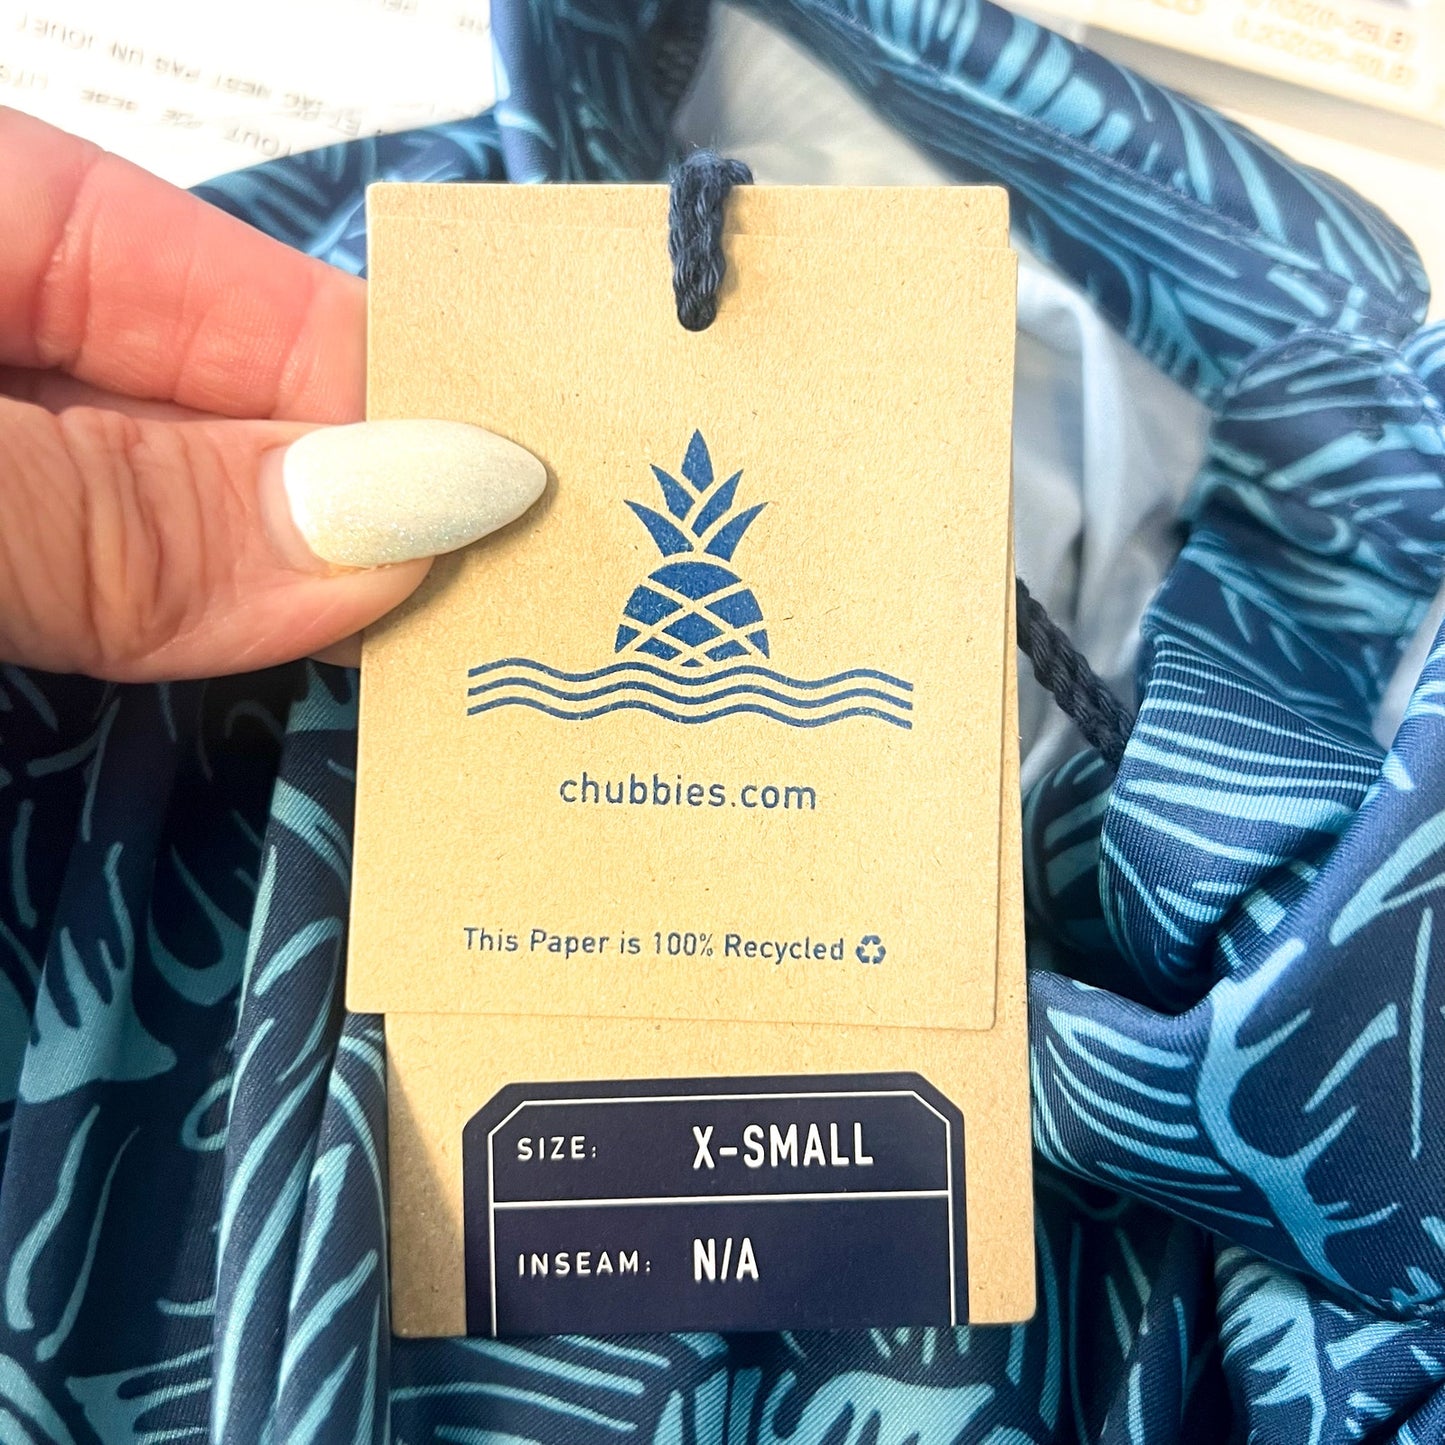 chubbies.com
This Paper is 100% Recycled
SIZE: X-SMALL
INSEAM: N/A